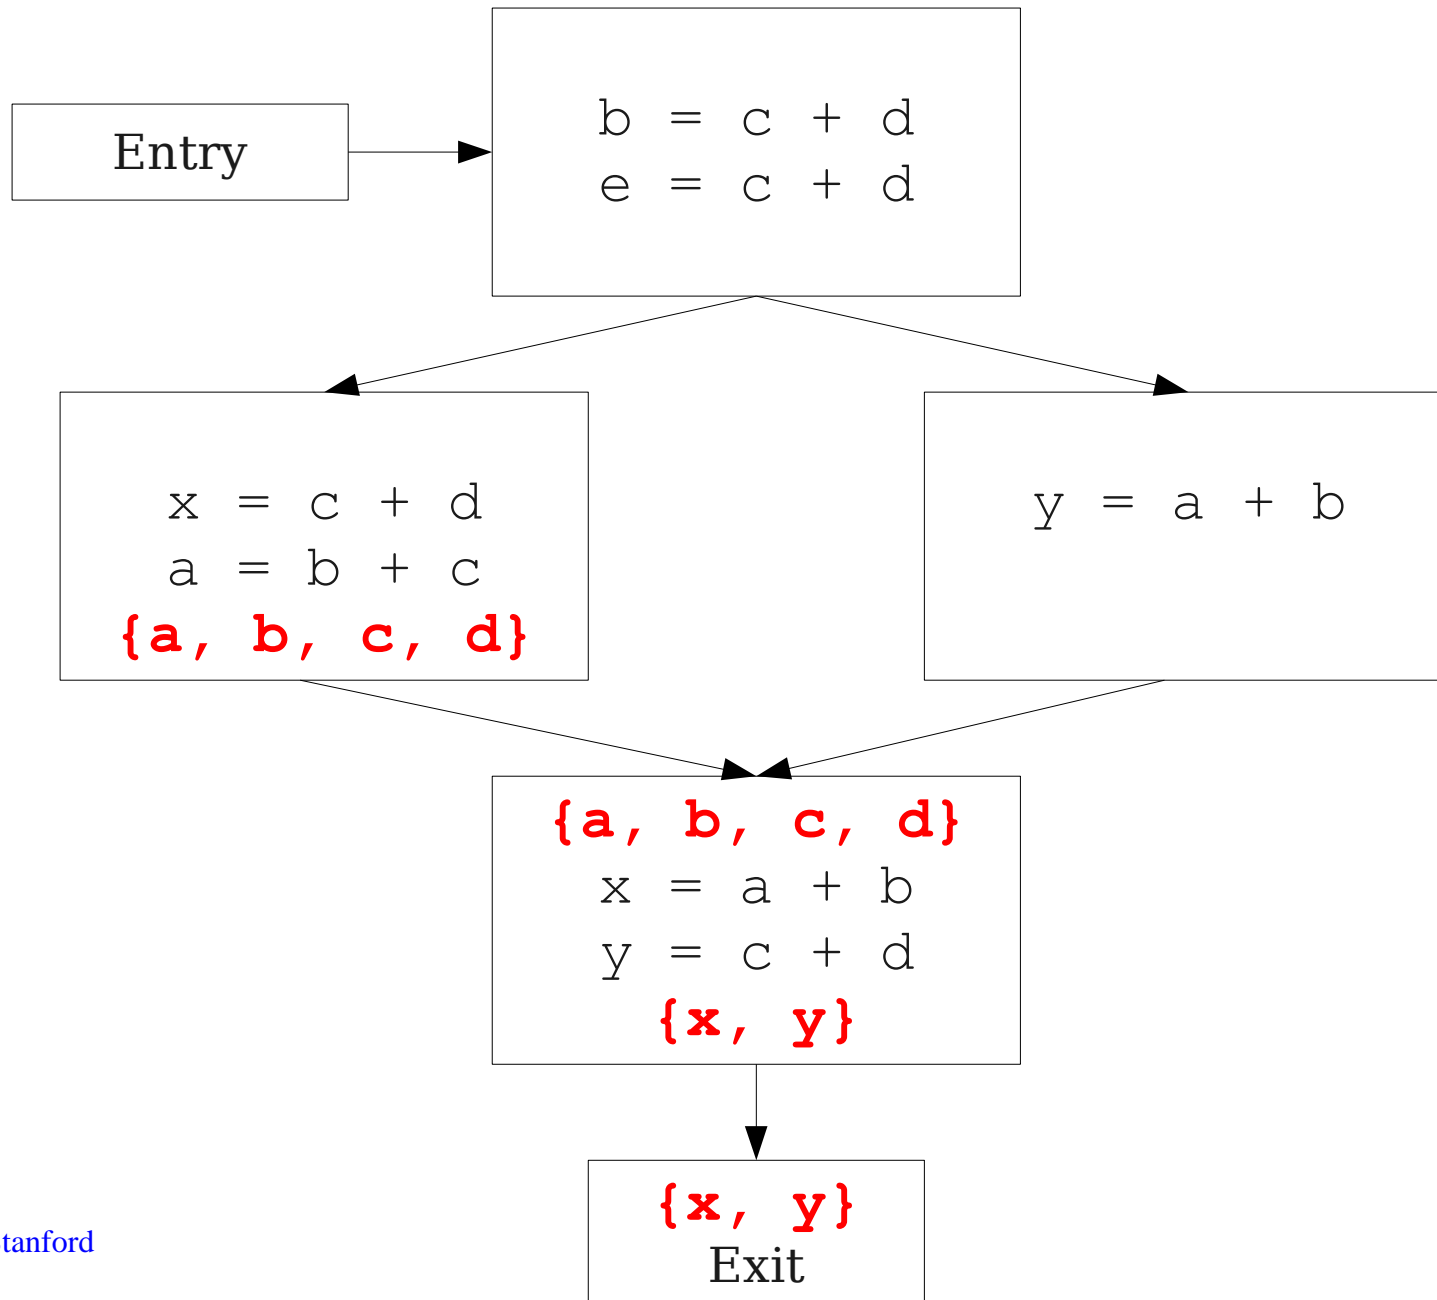 b = c + d
Entry
e = c + d
x = c + d
a = b + c
{a, b, c, d}
y = a + b
{a, b, c, d}
x = a + b
y = c + d
{x, y}
{x, y}
Exit
tanford